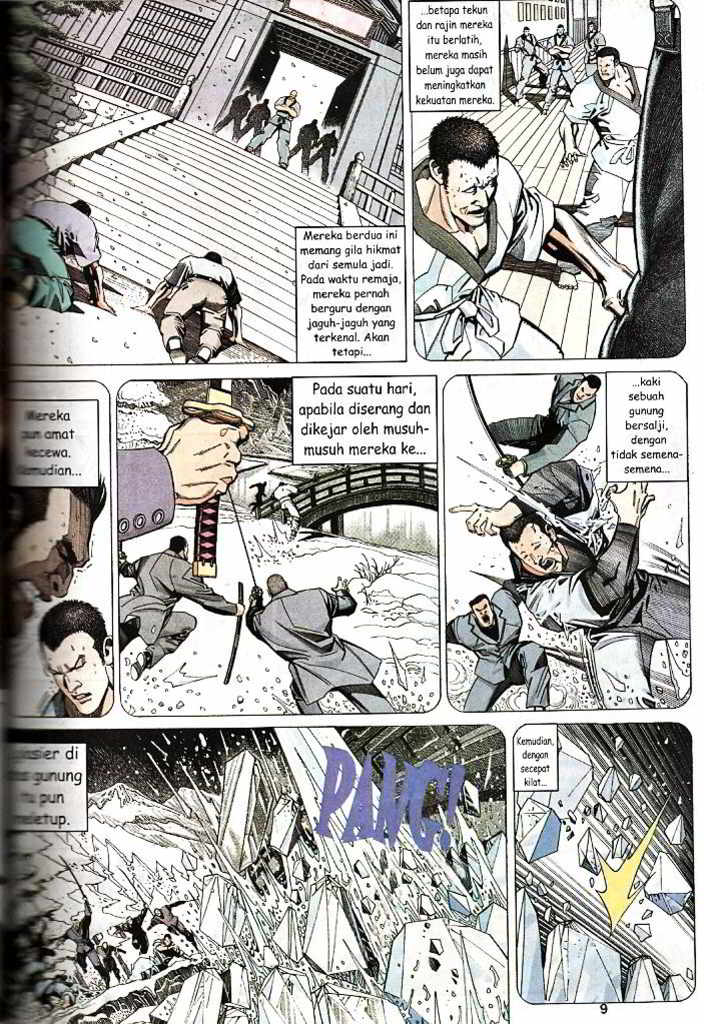 Mereka berdua ini
memang gila hikmat
dari semula jadi.
Pada waktu remaja,
mereka pernah
berguru dengan
jaguh-jaguh yang
terkenal. Akan
tetapi...
...betapa tekun
dan rajin mereka
itu berlatih,
mereka masih
belum juga dapat
meningkatkan
kekuatan mereka.
Mereka
pun amat
kecewa.
Kemudian...
Pada suatu hari,
apabila diserang dan
dikejar oleh musuh-
musuh mereka ke...
...kaki
sebuah
gunung
bersalji,
dengan
tidak semena-
semena...
di
gunung
itu pun
meletup.
PANG!
Kemudian,
dengan
secepat
kilat...
9